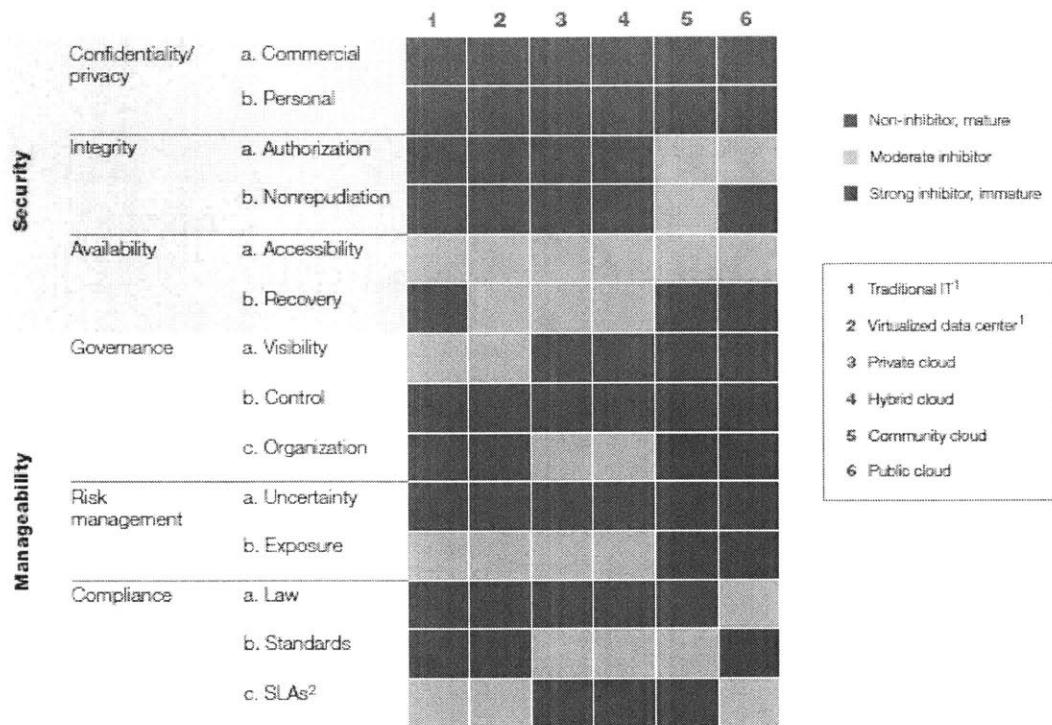 1 2 3 4 5 6
Security
Confidentiality/
privacy
a. Commercial
b. Personal
Integrity
a. Authorization
b. Nonrepudiation
Availability
a. Accessibility
b. Recovery
Manageability
Governance
a. Visibility
b. Control
c. Organization
Risk
management
a. Uncertainty
b. Exposure
Compliance
a. Law
b. Standards
c. SLAs²
Non-inhibitor, mature
Moderate inhibitor
Strong inhibitor, immature
1 Traditional IT¹
2 Virtualized data center¹
3 Private cloud
4 Hybrid cloud
5 Community cloud
6 Public cloud